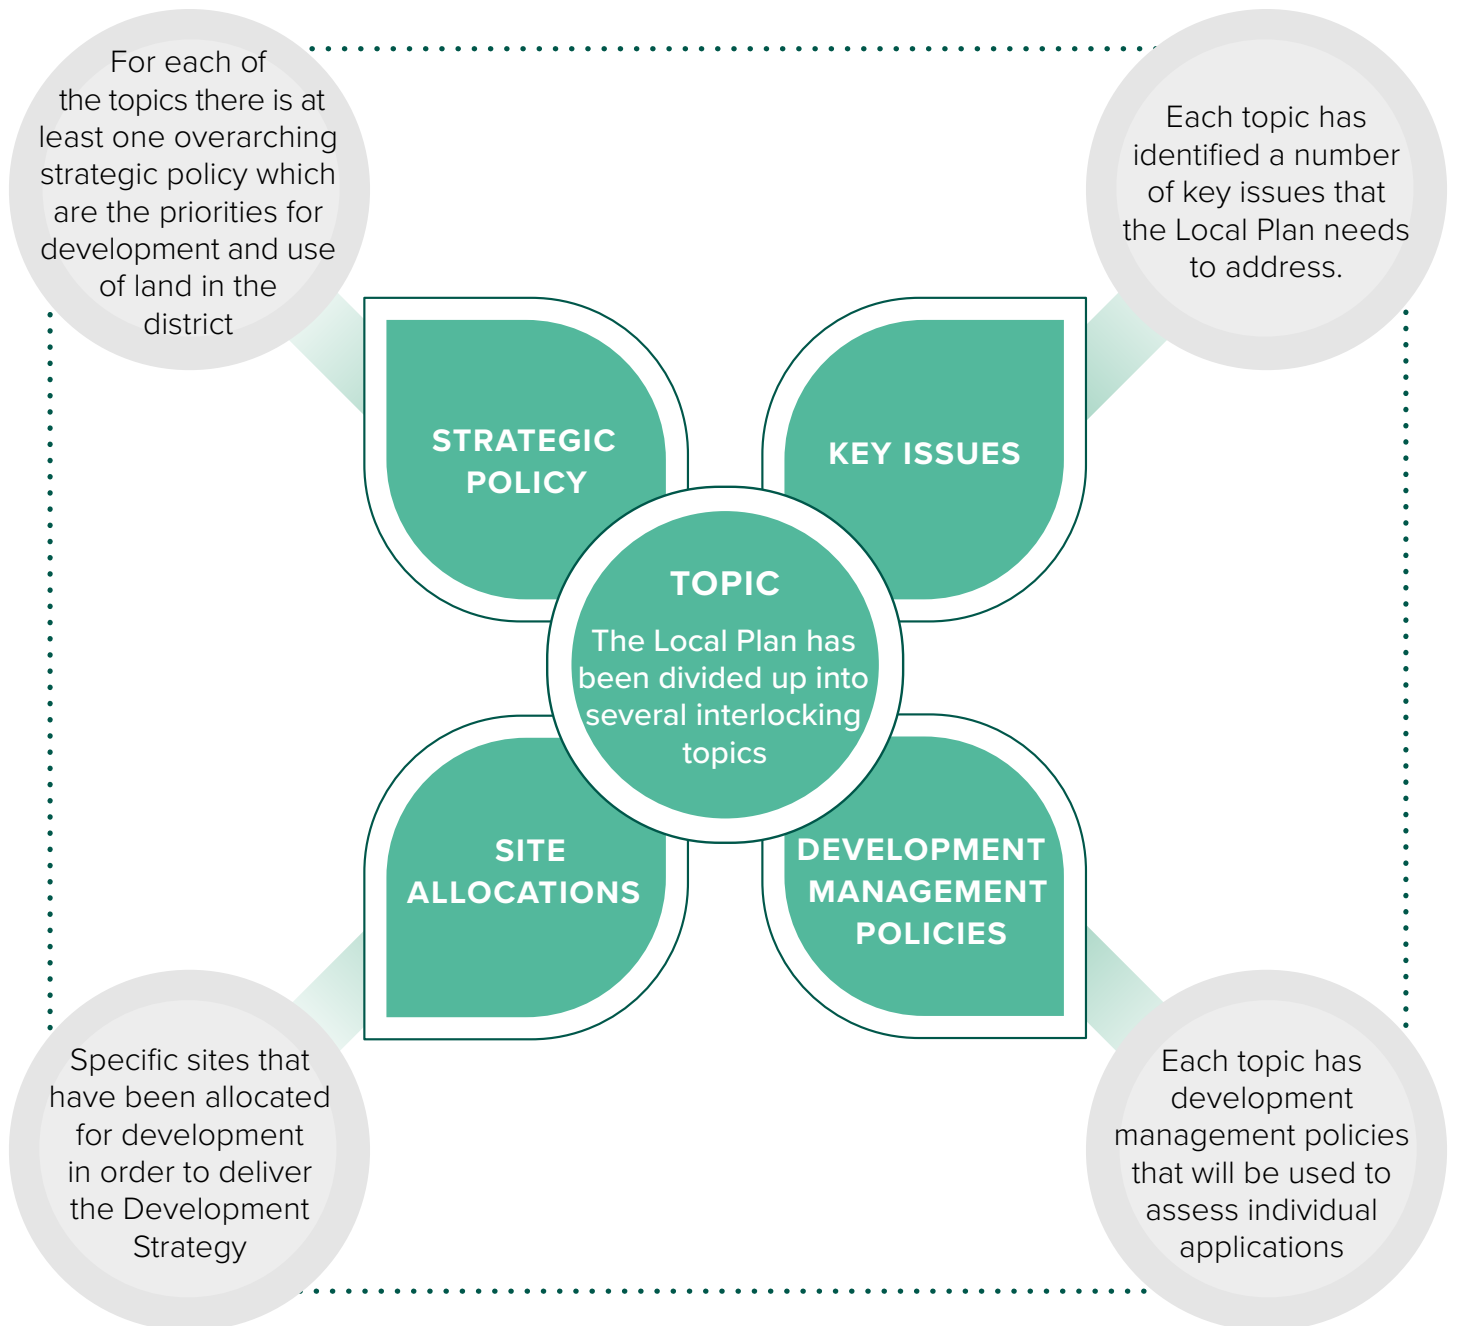 For each of
the topics there is at
least one overarching
strategic policy which
are the priorities for
development and use
of land in the
district
Each topic has
identified a number
of key issues that
the Local Plan needs
to address.
STRATEGIC
POLICY
KEY ISSUES
TOPIC
The Local Plan has
been divided up into
several interlocking
topics
SITE
ALLOCATIONS
DEVELOPMENT
MANAGEMENT
POLICIES
Specific sites that
have been allocated
for development
in order to deliver
the Development
Strategy
Each topic has
development
management policies
that will be used to
assess individual
applications